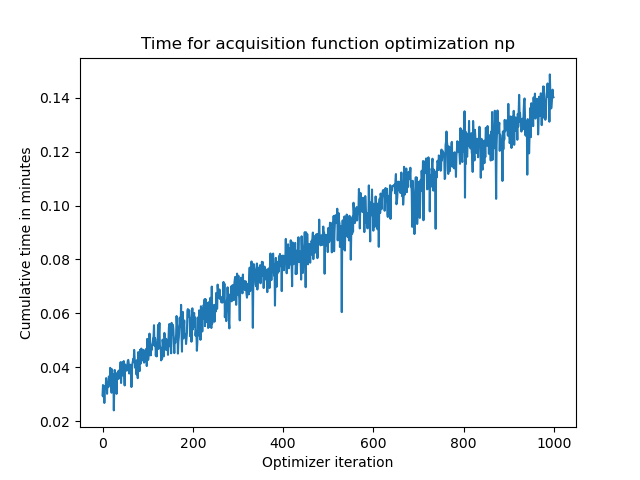 Time for acquisition function optimization np
0.14
0.12
0.10
0.08
0.06
0.04
0.02
Cumulative time in minutes
0 200 400 600 800 1000
Optimizer iteration